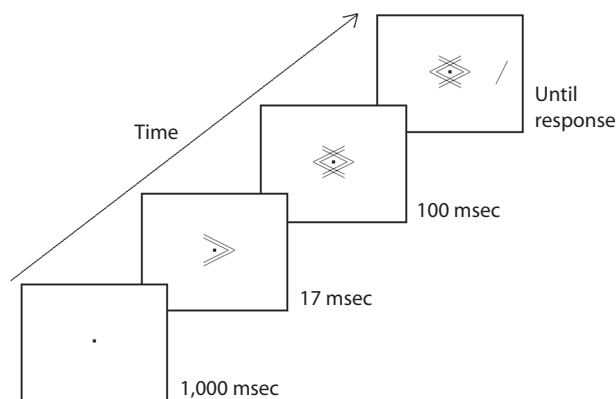 Time
Until
response
100 msec
17 msec
1,000 msec